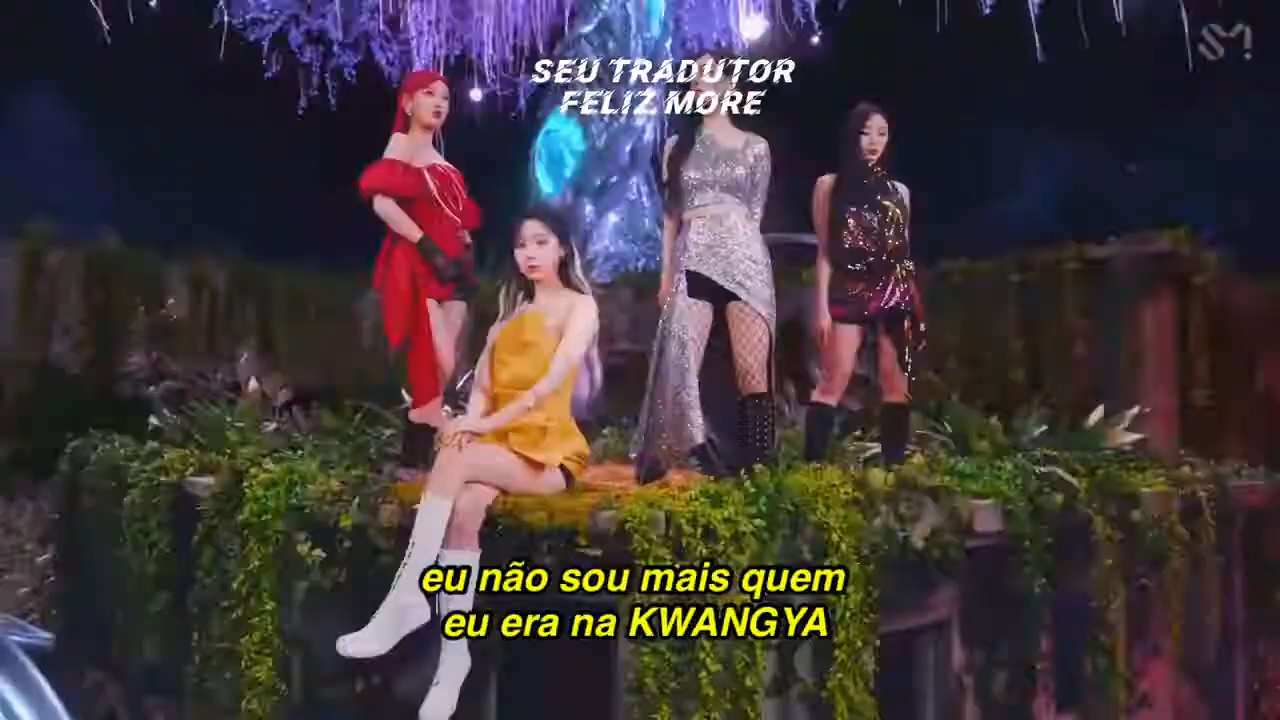 SM
SEU TRADUTOR
FELIZ MORE
eu não sou mais quem
eu era na KWANGYA